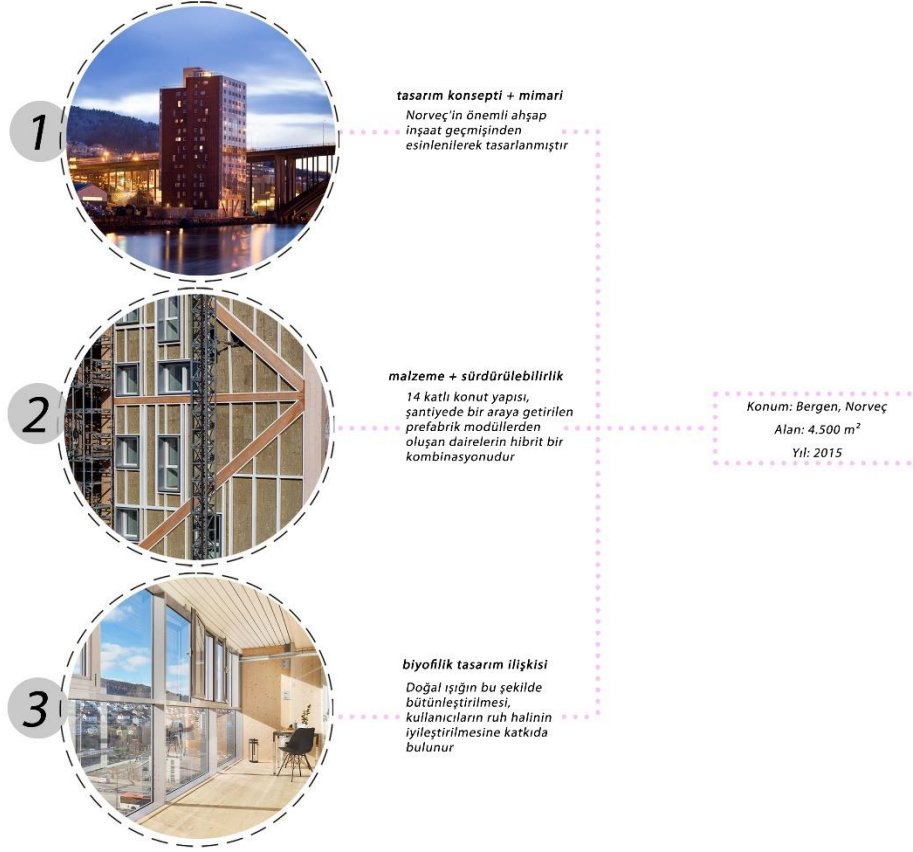 1
tasarım konsepti + mimari
Norveç'in önemli ahşap
inşaat geçmişinden
esinlenilerek tasarlanmıştır
2
malzeme + sürdürülebilirlik
14 katlı konut yapısı,
şantiyede bir araya getirilen
prefabrik modüllerden
oluşan dairelerin hibrit bir
kombinasyonudur
Konum: Bergen, Norveç
Alan: 4.500 m²
Yıl: 2015
3
biyofilik tasarım ilişkisi
Doğal ışığın bu şekilde
bütünleştirilmesi,
kullanıcıların ruh halinin
iyileştirilmesine katkıda
bulunur